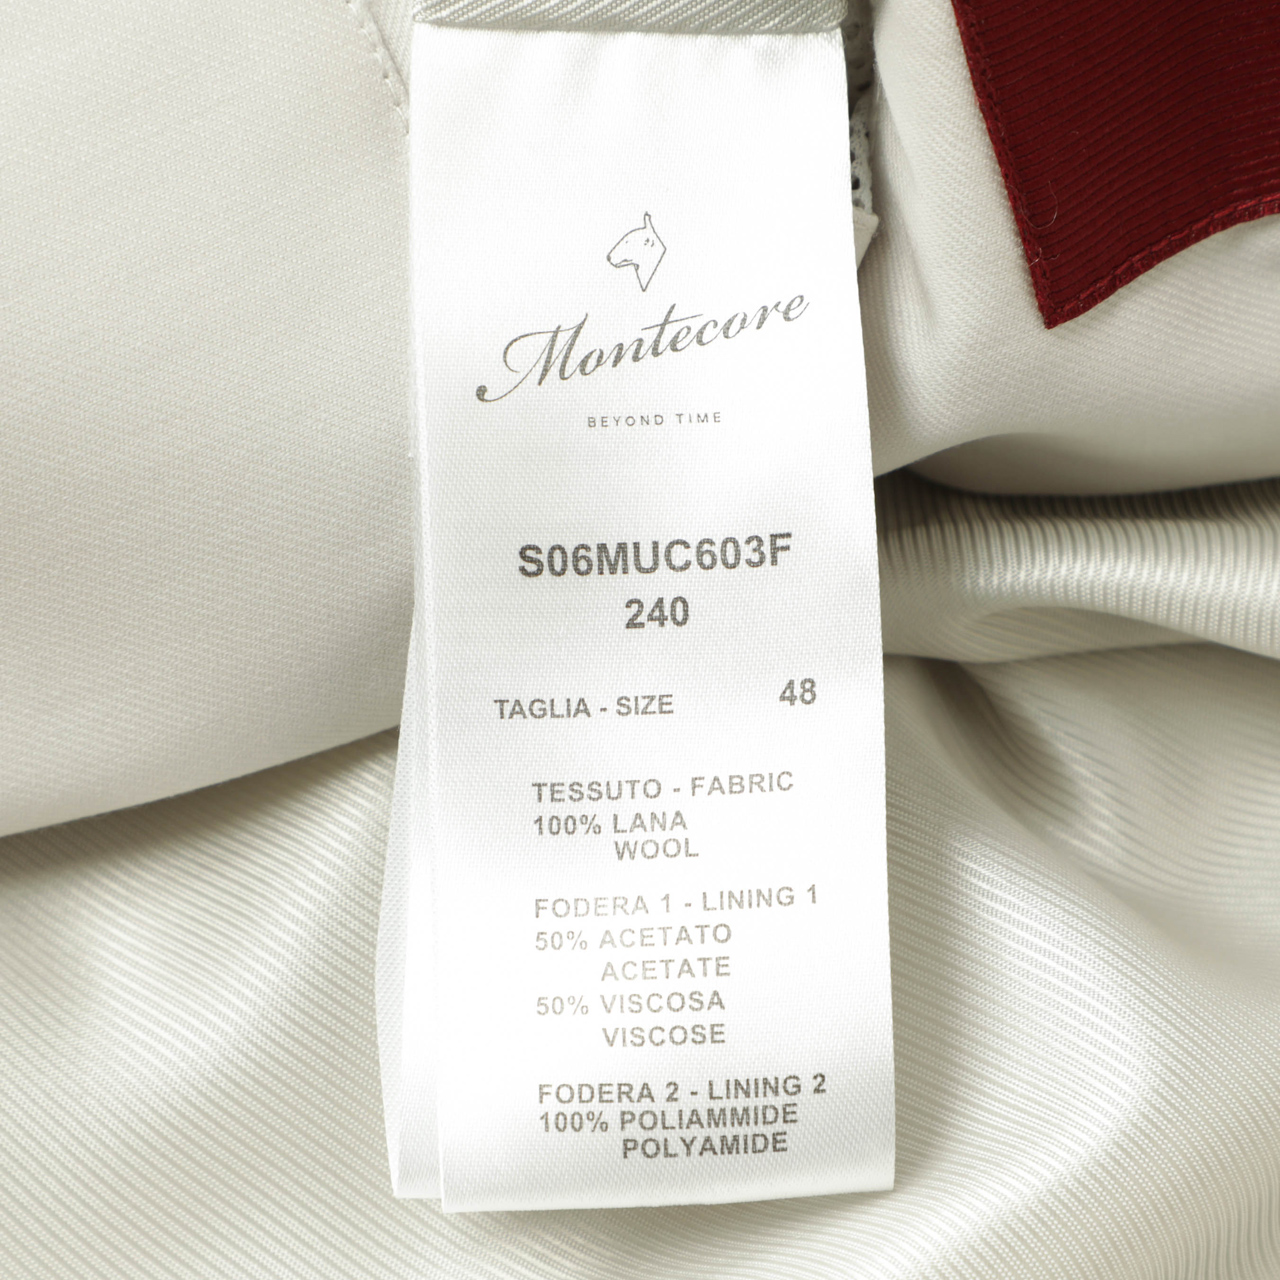 Montecore
BEYOND TIME
S06MUC603F
240
TAGLIA - SIZE 48
TESSUTO - FABRIC
100% LANA
WOOL
FODERA 1 - LINING 1
50% ACETATO
ACETATE
50% VISCOSA
VISCOSE
FODERA 2 - LINING 2
100% POLIAMMIDE
POLYAMIDE